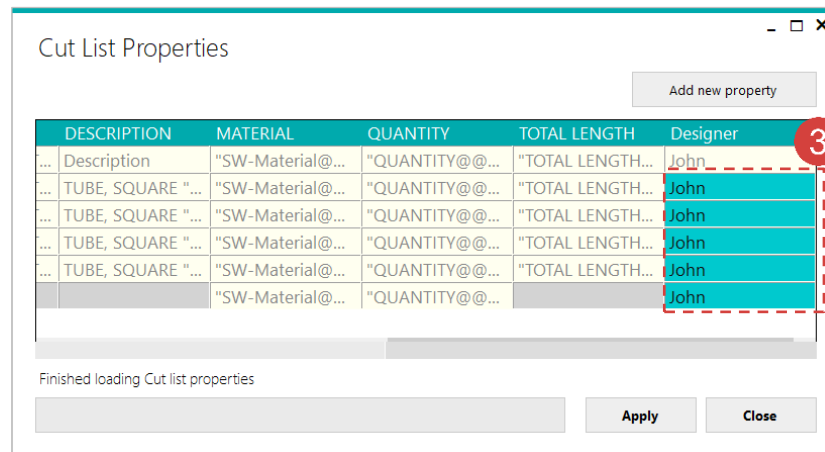 Cut List Properties
Add new property
DESCRIPTION MATERIAL QUANTITY TOTAL LENGTH Designer
3
... Description "SW-Material@... "QUANTITY@@... "TOTAL LENGTH... John
... TUBE, SQUARE "... "SW-Material@... "QUANTITY@@... "TOTAL LENGTH... John
... TUBE, SQUARE "... "SW-Material@... "QUANTITY@@... "TOTAL LENGTH... John
... TUBE, SQUARE "... "SW-Material@... "QUANTITY@@... "TOTAL LENGTH... John
... TUBE, SQUARE "... "SW-Material@... "QUANTITY@@... "TOTAL LENGTH... John
"SW-Material@... "QUANTITY@@... John
Finished loading Cut list properties
Apply Close